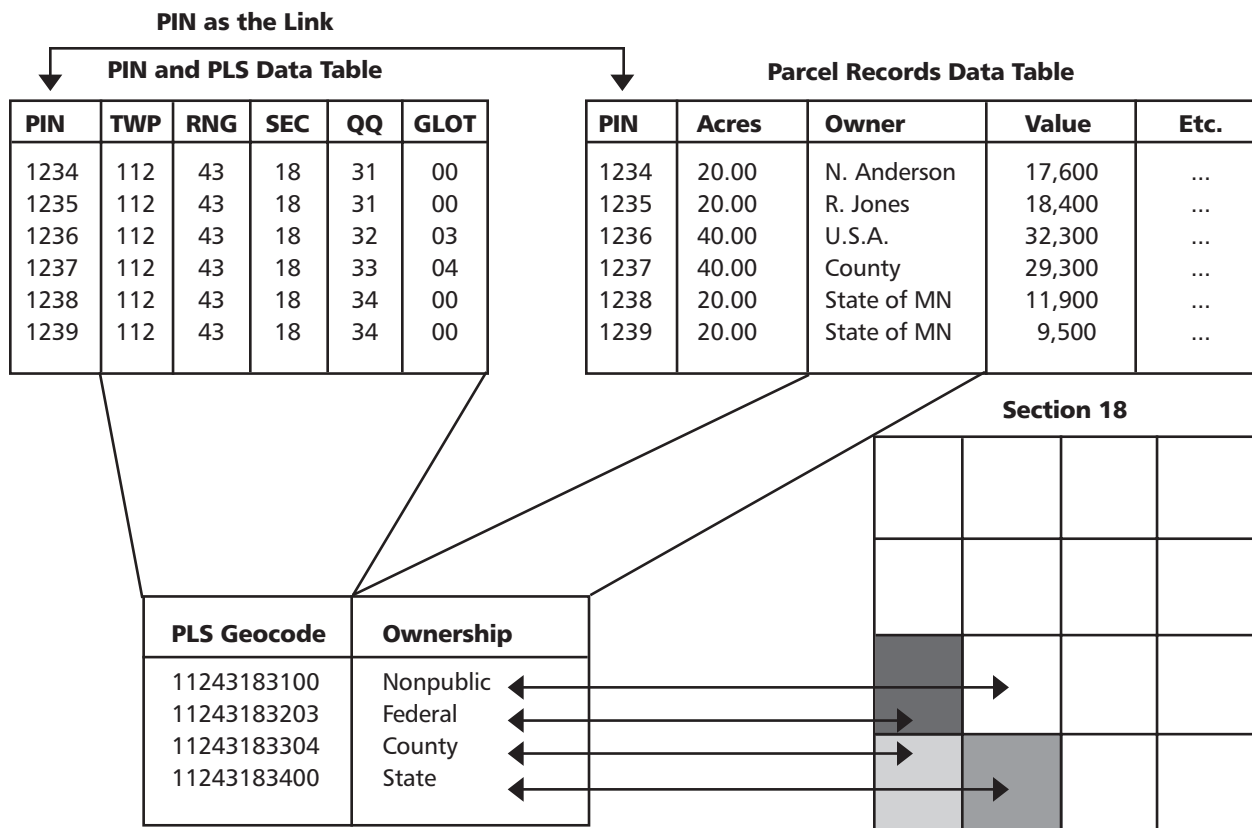 PIN as the Link
PIN and PLS Data Table
PIN TWP RNG SEC QQ GLOT
1234 112 43 18 31 00
1235 112 43 18 31 00
1236 112 43 18 32 03
1237 112 43 18 33 04
1238 112 43 18 34 00
1239 112 43 18 34 00
Parcel Records Data Table
PIN Acres Owner Value Etc.
1234 20.00 N. Anderson 17,600 ...
1235 20.00 R. Jones 18,400 ...
1236 40.00 U.S.A. 32,300 ...
1237 40.00 County 29,300 ...
1238 20.00 State of MN 11,900 ...
1239 20.00 State of MN 9,500 ...
Section 18
PLS Geocode Ownership
11243183100 Nonpublic
11243183203 Federal
11243183304 County
11243183400 State